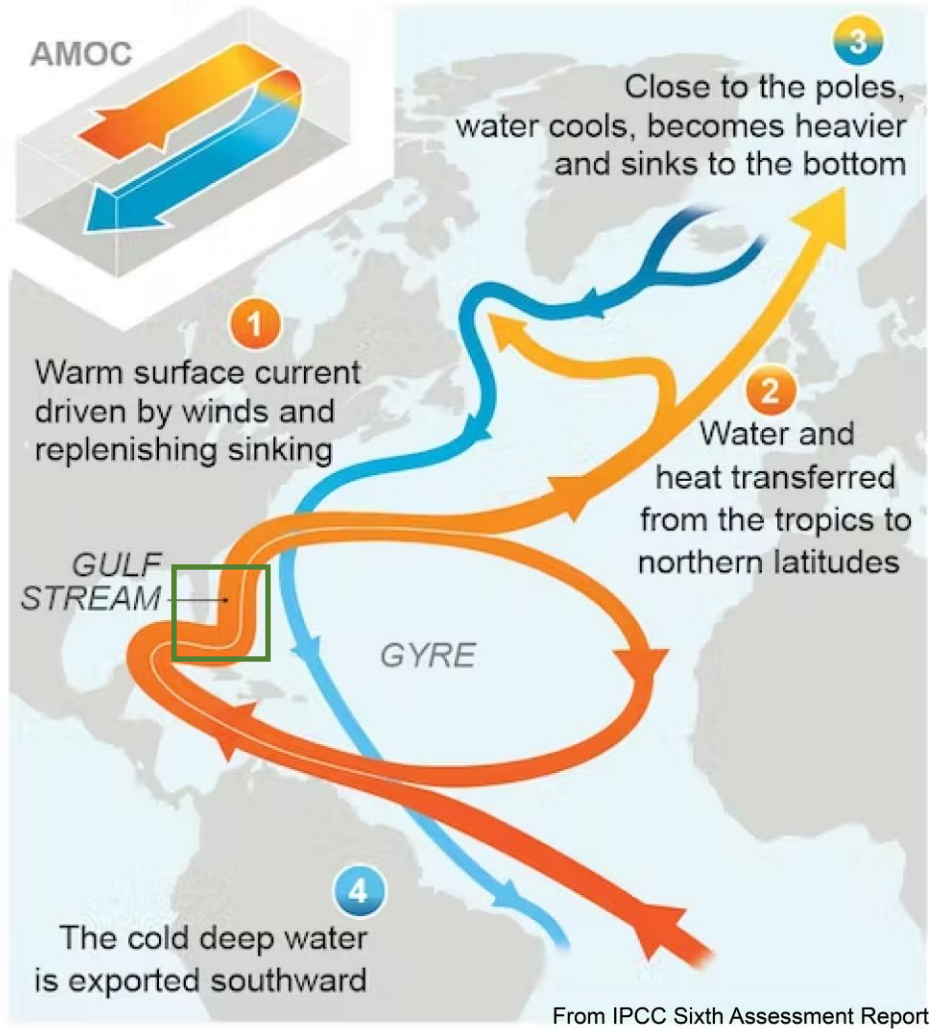 AMOC
3
Close to the poles,
water cools, becomes heavier
and sinks to the bottom
1
Warm surface current
driven by winds and
replenishing sinking
2
Water and
heat transferred
from the tropics to
northern latitudes
GULF
STREAM
GYRE
4
The cold deep water
is exported southward
From IPCC Sixth Assessment Report